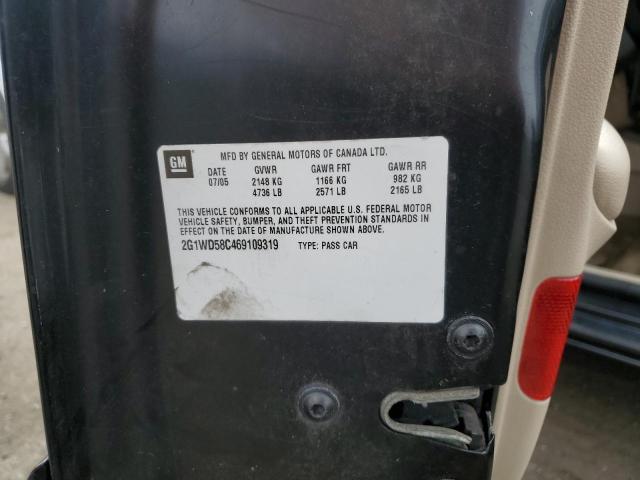 GM MFD BY GENERAL MOTORS OF CANADA LTD.
DATE GVWR GAWR FRT GAWR RR
07/05 2148 KG 1166 KG 982 KG
4736 LB 2571 LB 2165 LB
THIS VEHICLE CONFORMS TO ALL APPLICABLE U.S. FEDERAL MOTOR
VEHICLE SAFETY, BUMPER, AND THEFT PREVENTION STANDARDS IN
EFFECT ON THE DATE OF MANUFACTURE SHOWN ABOVE.
2G1WD58C469109319 TYPE: PASS CAR